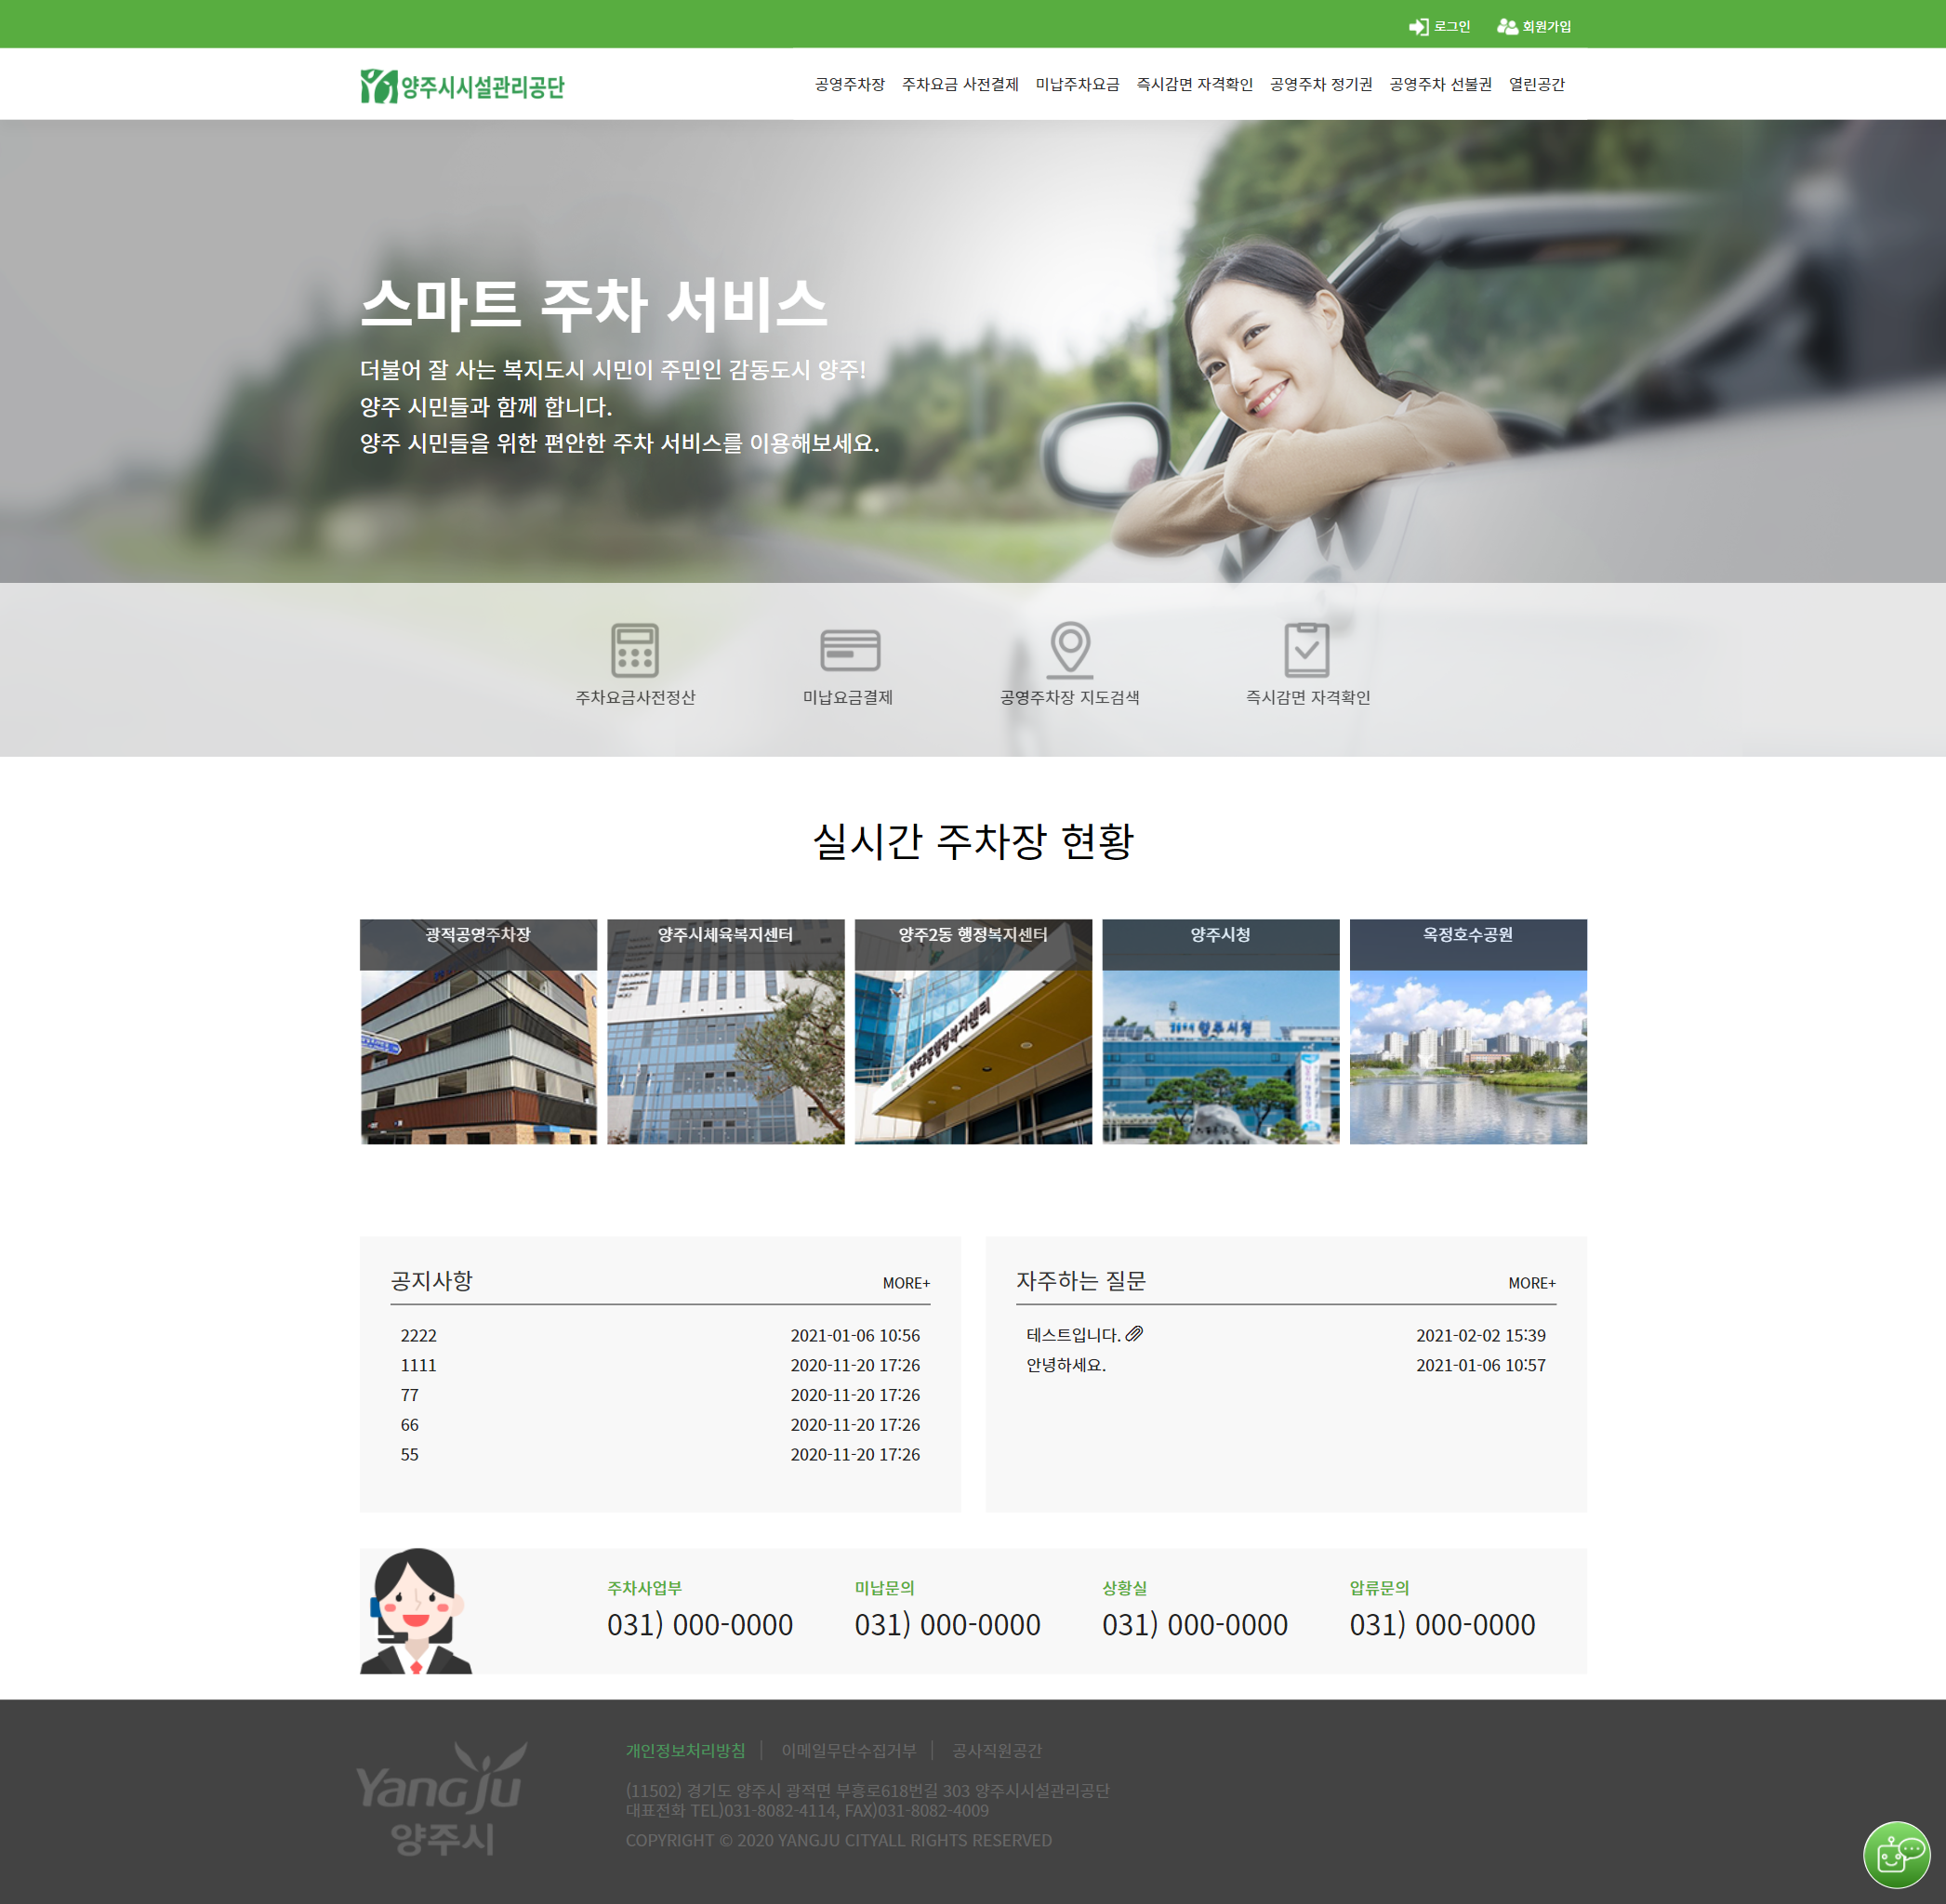 로그인 회원가입
양주시시설관리공단
공영주차장 주차요금 사전결제 미납주차요금 즉시감면 자격확인 공영주차 정기권 공영주차 선불권 열린공간
스마트 주차 서비스
더불어 잘 사는 복지도시 시민이 주민인 감동도시 양주!
양주 시민들과 함께 합니다.
양주 시민들을 위한 편안한 주차 서비스를 이용해보세요.
주차요금사전정산 미납요금결제 공영주차장 지도검색 즉시감면 자격확인
실시간 주차장 현황
광적공영주차장 양주시체육복지센터 양주2동 행정복지센터 양주시청 옥정호수공원
양주시청
공지사항 MORE+
2222 2021-01-06 10:56
1111 2020-11-20 17:26
77 2020-11-20 17:26
66 2020-11-20 17:26
55 2020-11-20 17:26
자주하는 질문 MORE+
테스트입니다. 2021-02-02 15:39
안녕하세요. 2021-01-06 10:57
주차사업부 미납문의 상황실 압류문의
031) 000-0000 031) 000-0000 031) 000-0000 031) 000-0000
YangJu
양주시
개인정보처리방침 이메일무단수집거부 공사직원공간
(11502) 경기도 양주시 광적면 부흥로618번길 303 양주시시설관리공단
대표전화 TEL)031-8082-4114, FAX)031-8082-4009
COPYRIGHT © 2020 YANGJU CITYALL RIGHTS RESERVED